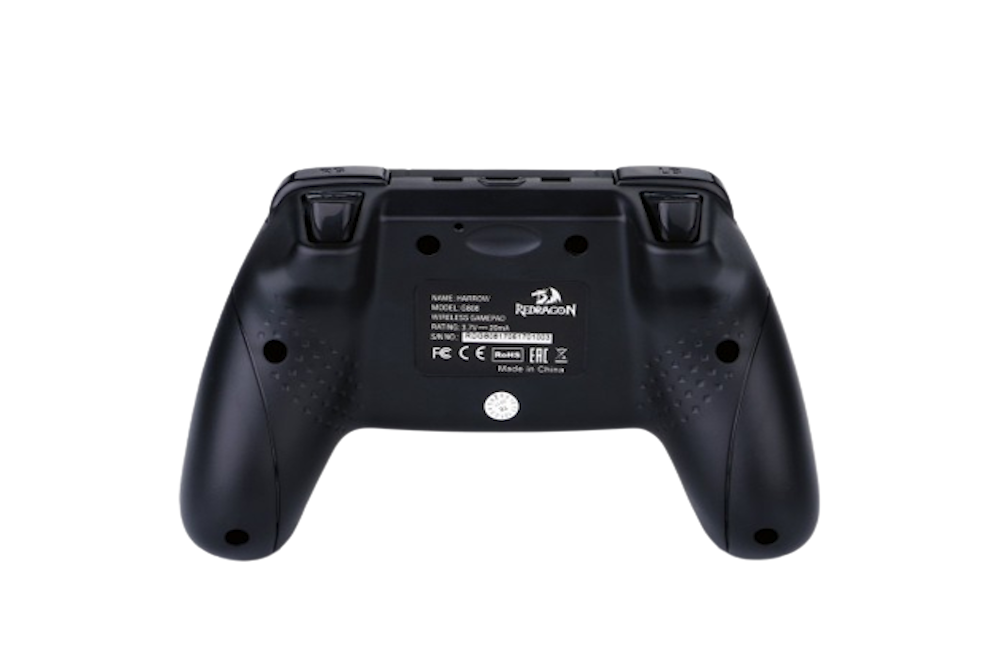 NAME: HARROW
MODEL: G808
WIRELESS GAMEPAD
RATING: 3.7V⎓20mA
S/N NO.:
REDRAGON
FC CE RoHS EAC
Made in China